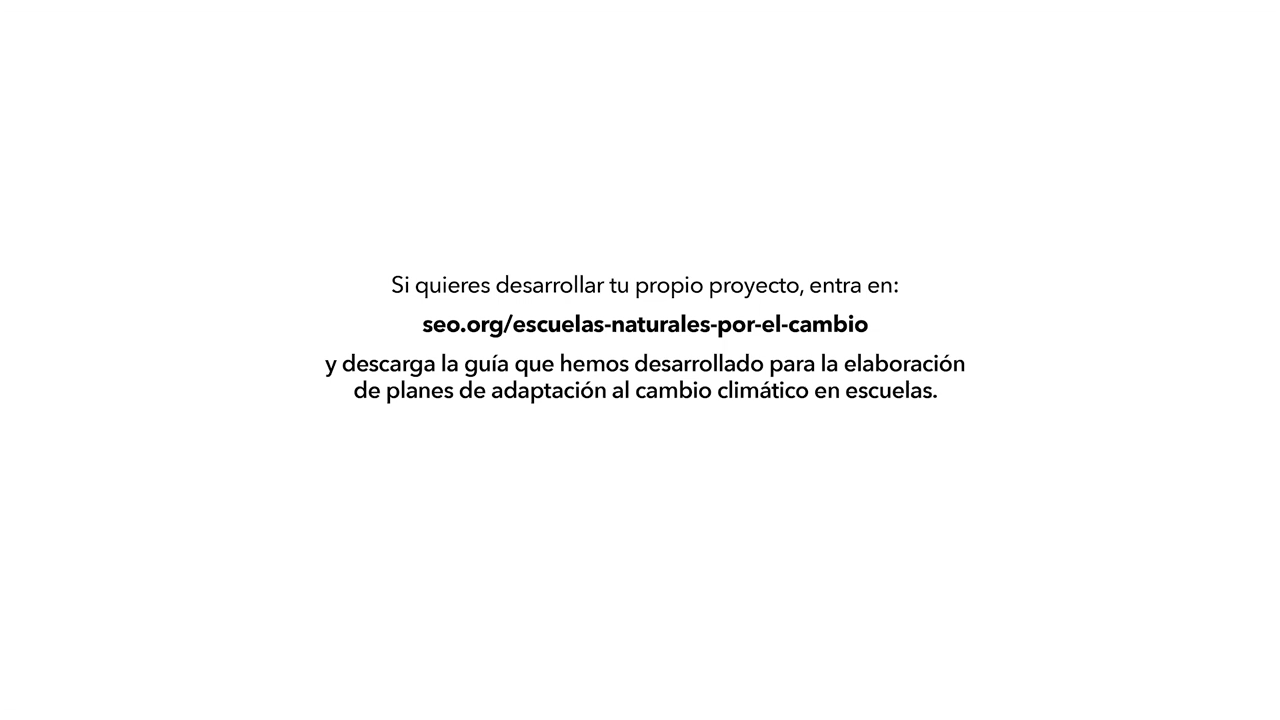 Si quieres desarrollar tu propio proyecto, entra en:
seo.org/escuelas-naturales-por-el-cambio
y descarga la guía que hemos desarrollado para la elaboración
de planes de adaptación al cambio climático en escuelas.